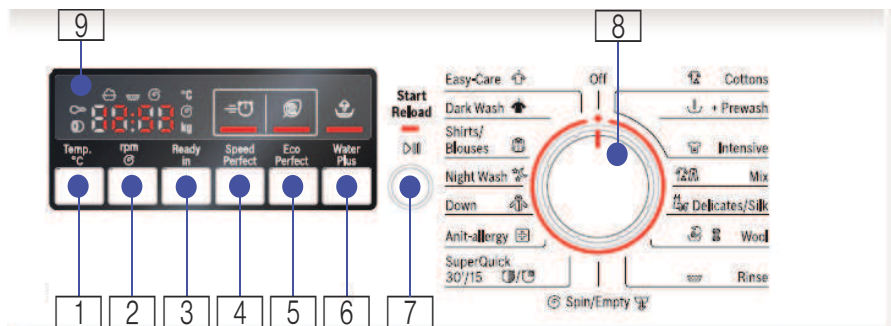 9
8
°C
88:88
kg
Start
Reload
Temp.
°C
rpm
Ready
in
Speed
Perfect
Eco
Perfect
Water
Plus
1
2
3
4
5
6
7
Easy-Care
Dark Wash
Shirts/
Blouses
Night Wash
Down
Anit-allergy
SuperQuick
30'/15
Off
Spin/Empty
Cottons
+ Prewash
Intensive
Mix
Delicates/Silk
Wool
Rinse